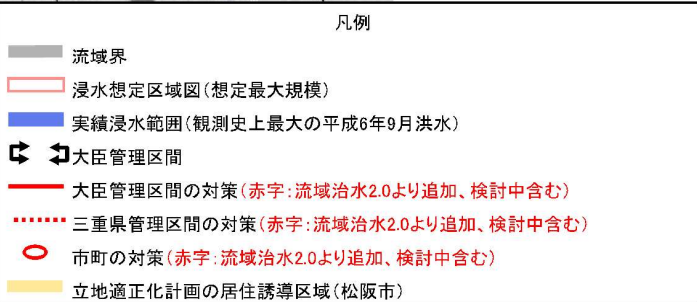 凡例
流域界
浸水想定区域図(想定最大規模)
実績浸水範囲(観測史上最大の平成6年9月洪水)
大臣管理区間
大臣管理区間の対策(赤字:流域治水2.0より追加、検討中含む)
三重県管理区間の対策(赤字:流域治水2.0より追加、検討中含む)
市町の対策(赤字:流域治水2.0より追加、検討中含む)
立地適正化計画の居住誘導区域(松阪市)